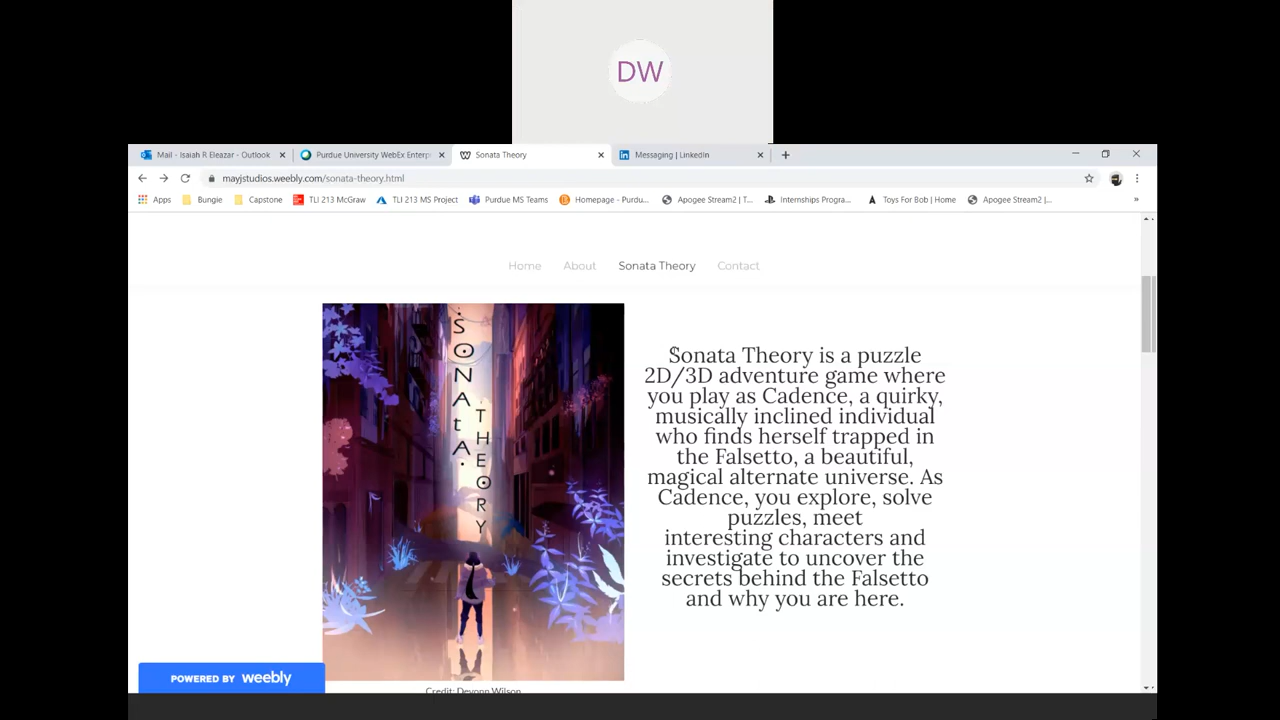 DW
Mail - Isaiah R Eleazar - Outlook
Purdue University WebEx Enterp
Sonata Theory
Messaging | LinkedIn
mayjstudios.weebly.com/sonata-theory.html
Apps
Bungie
Capstone
TLI 213 McGraw
TLI 213 MS Project
Purdue MS Teams
Homepage - Purdu...
Apogee Stream2 | T...
Internships Progra...
Toys For Bob | Home
Apogee Stream2 |...
»
Home
About
Sonata Theory
Contact
SONAtA
THEORY
Sonata Theory is a puzzle
2D/3D adventure game where
you play as Cadence, a quirky,
musically inclined individual
who finds herself trapped in
the Falsetto, a beautiful,
magical alternate universe. As
Cadence, you explore, solve
puzzles, meet
interesting characters and
investigate to uncover the
secrets behind the Falsetto
and why you are here.
POWERED BY weebly
Credit: Devonn Wilson